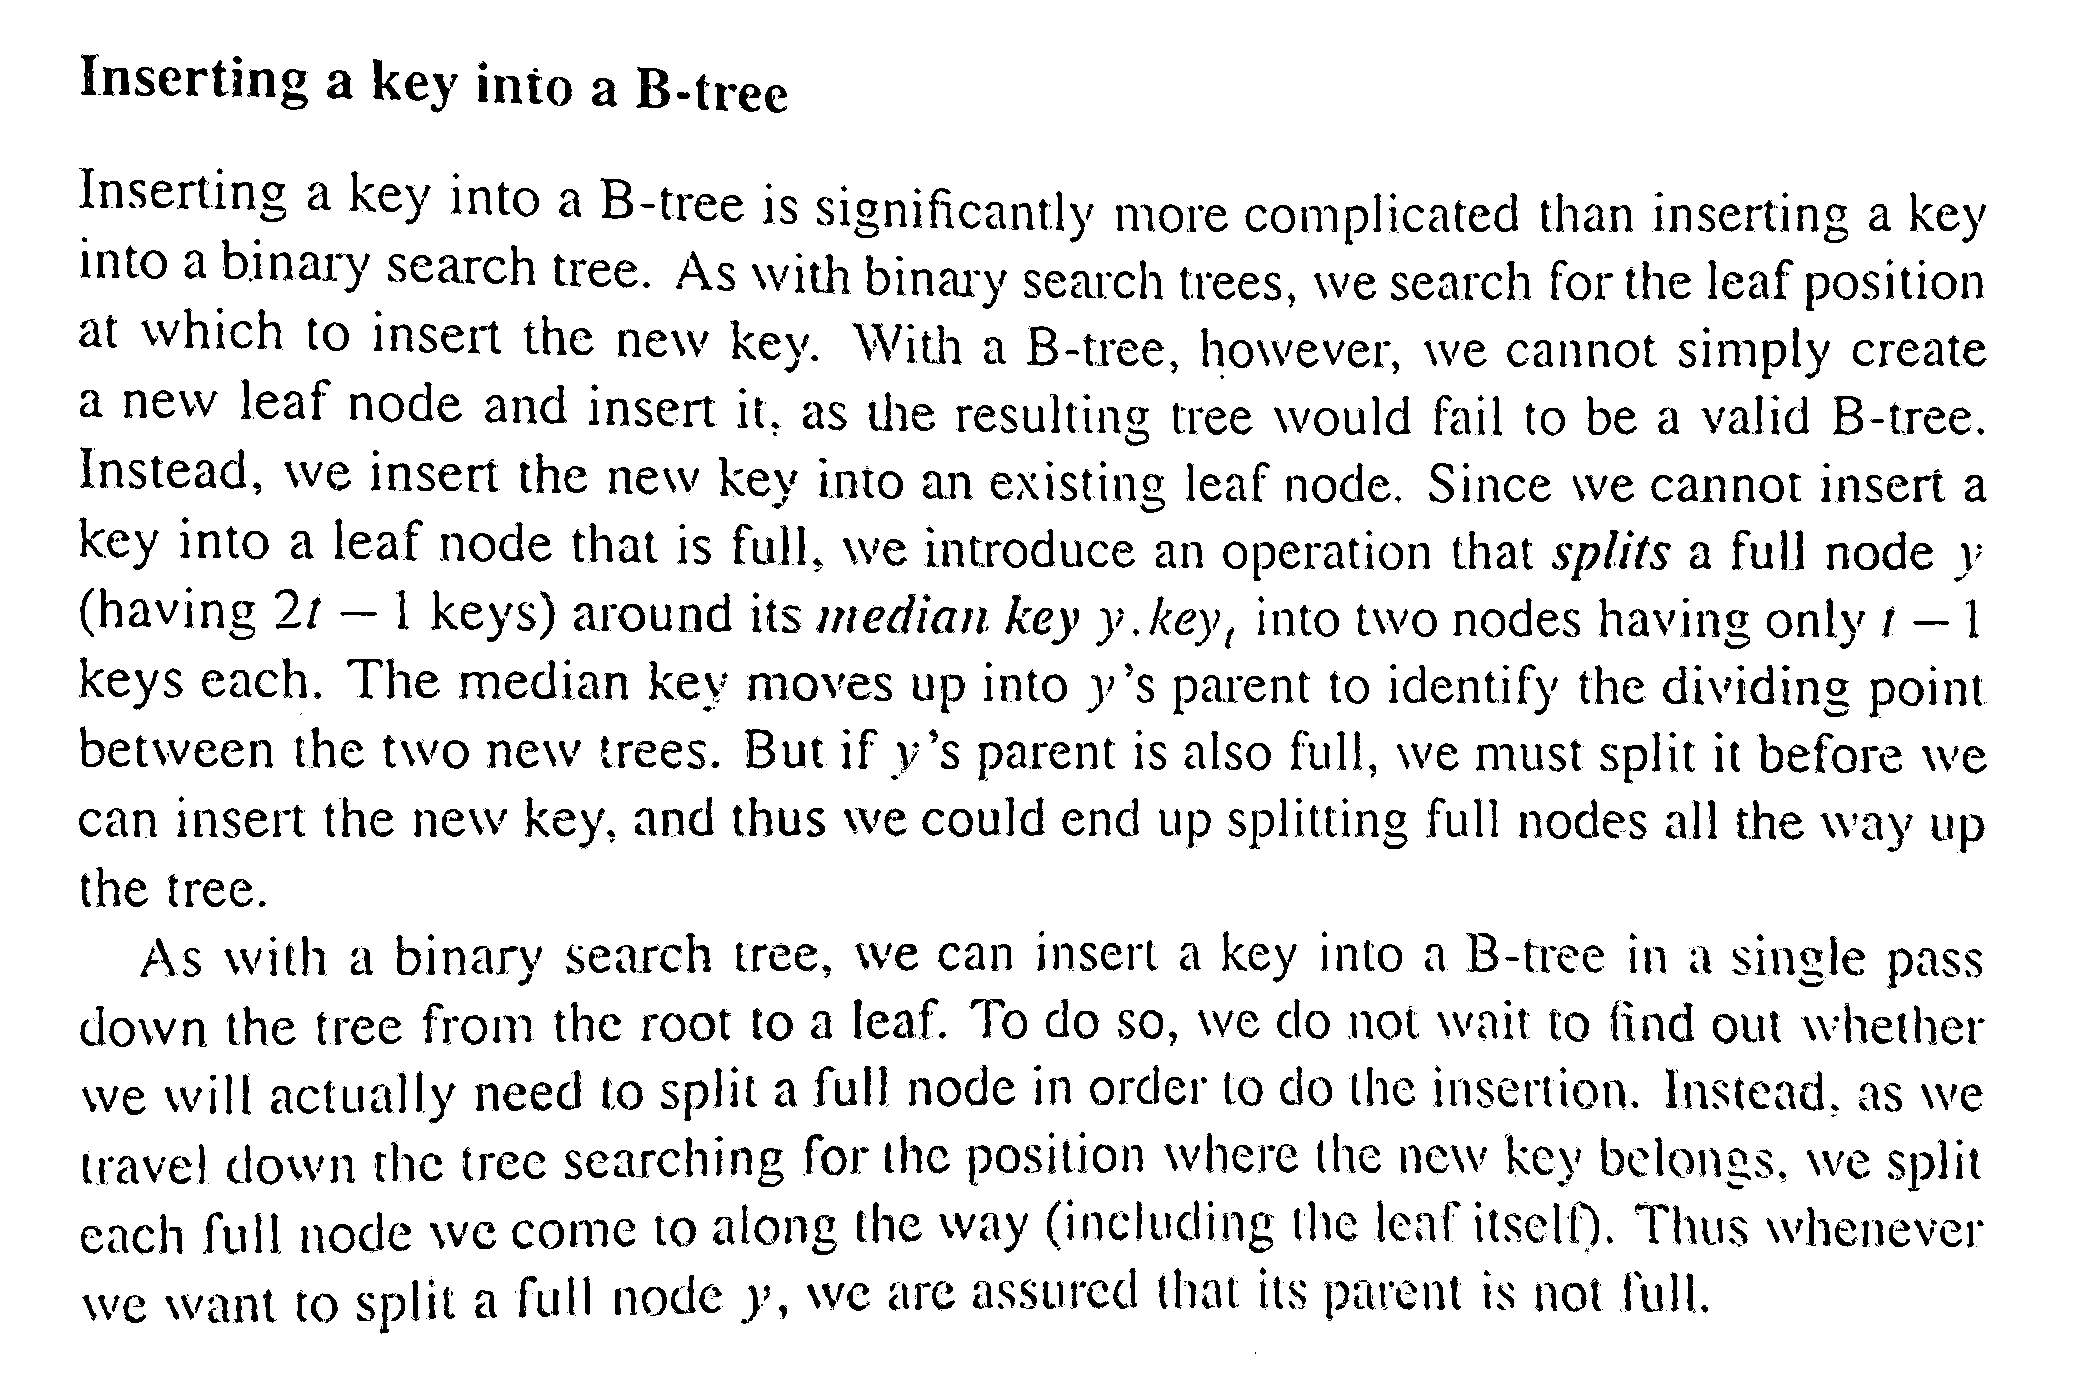 Inserting a key into a B-tree
Inserting a key into a B-tree is significantly more complicated than inserting a key
into a binary search tree. As with binary search trees, we search for the leaf position
at which to insert the new key. With a B-tree, however, we cannot simply create
a new leaf node and insert it, as the resulting tree would fail to be a valid B-tree.
Instead, we insert the new key into an existing leaf node. Since we cannot insert a
key into a leaf node that is full, we introduce an operation that splits a full node y
(having 2t − 1 keys) around its median key y.keyₜ into two nodes having only t − 1
keys each. The median key moves up into y's parent to identify the dividing point
between the two new trees. But if y's parent is also full, we must split it before we
can insert the new key, and thus we could end up splitting full nodes all the way up
the tree.
As with a binary search tree, we can insert a key into a B-tree in a single pass
down the tree from the root to a leaf. To do so, we do not wait to find out whether
we will actually need to split a full node in order to do the insertion. Instead, as we
travel down the tree searching for the position where the new key belongs, we split
each full node we come to along the way (including the leaf itself). Thus whenever
we want to split a full node y, we are assured that its parent is not full.